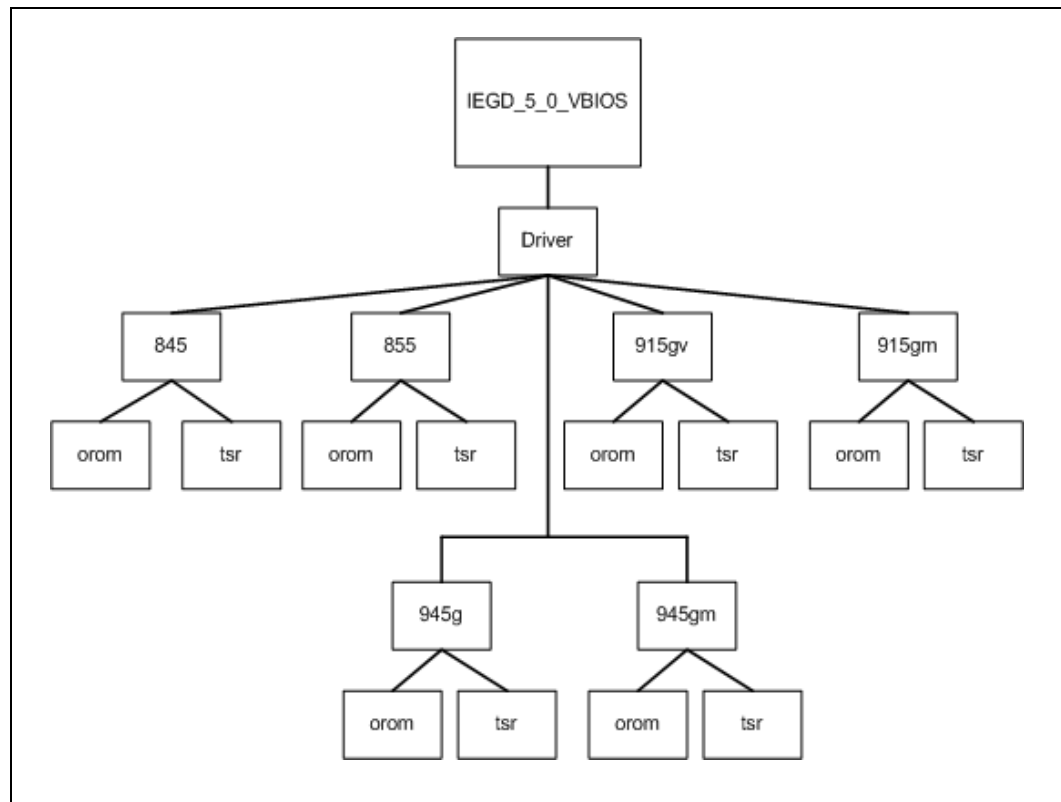 IEGD_5_0_VBIOS
Driver
845
855
915gv
915gm
orom
tsr
orom
tsr
orom
tsr
orom
tsr
945g
945gm
orom
tsr
orom
tsr